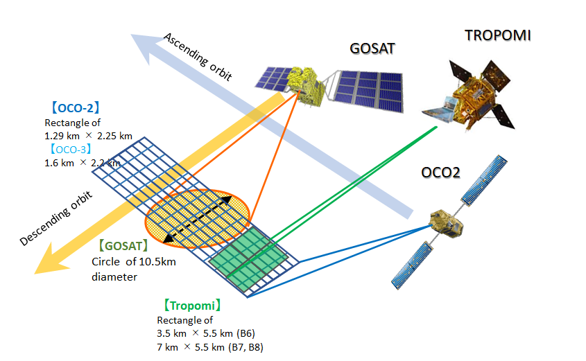 GOSAT
TROPOMI
Ascending orbit
【OCO-2】
Rectangle of
1.29 km × 2.25 km
【OCO-3】
1.6 km × 2.2 km
OCO2
Descending orbit
【GOSAT】
Circle of 10.5km
diameter
【Tropomi】
Rectangle of
3.5 km × 5.5 km (B6)
7 km × 5.5 km (B7, B8)